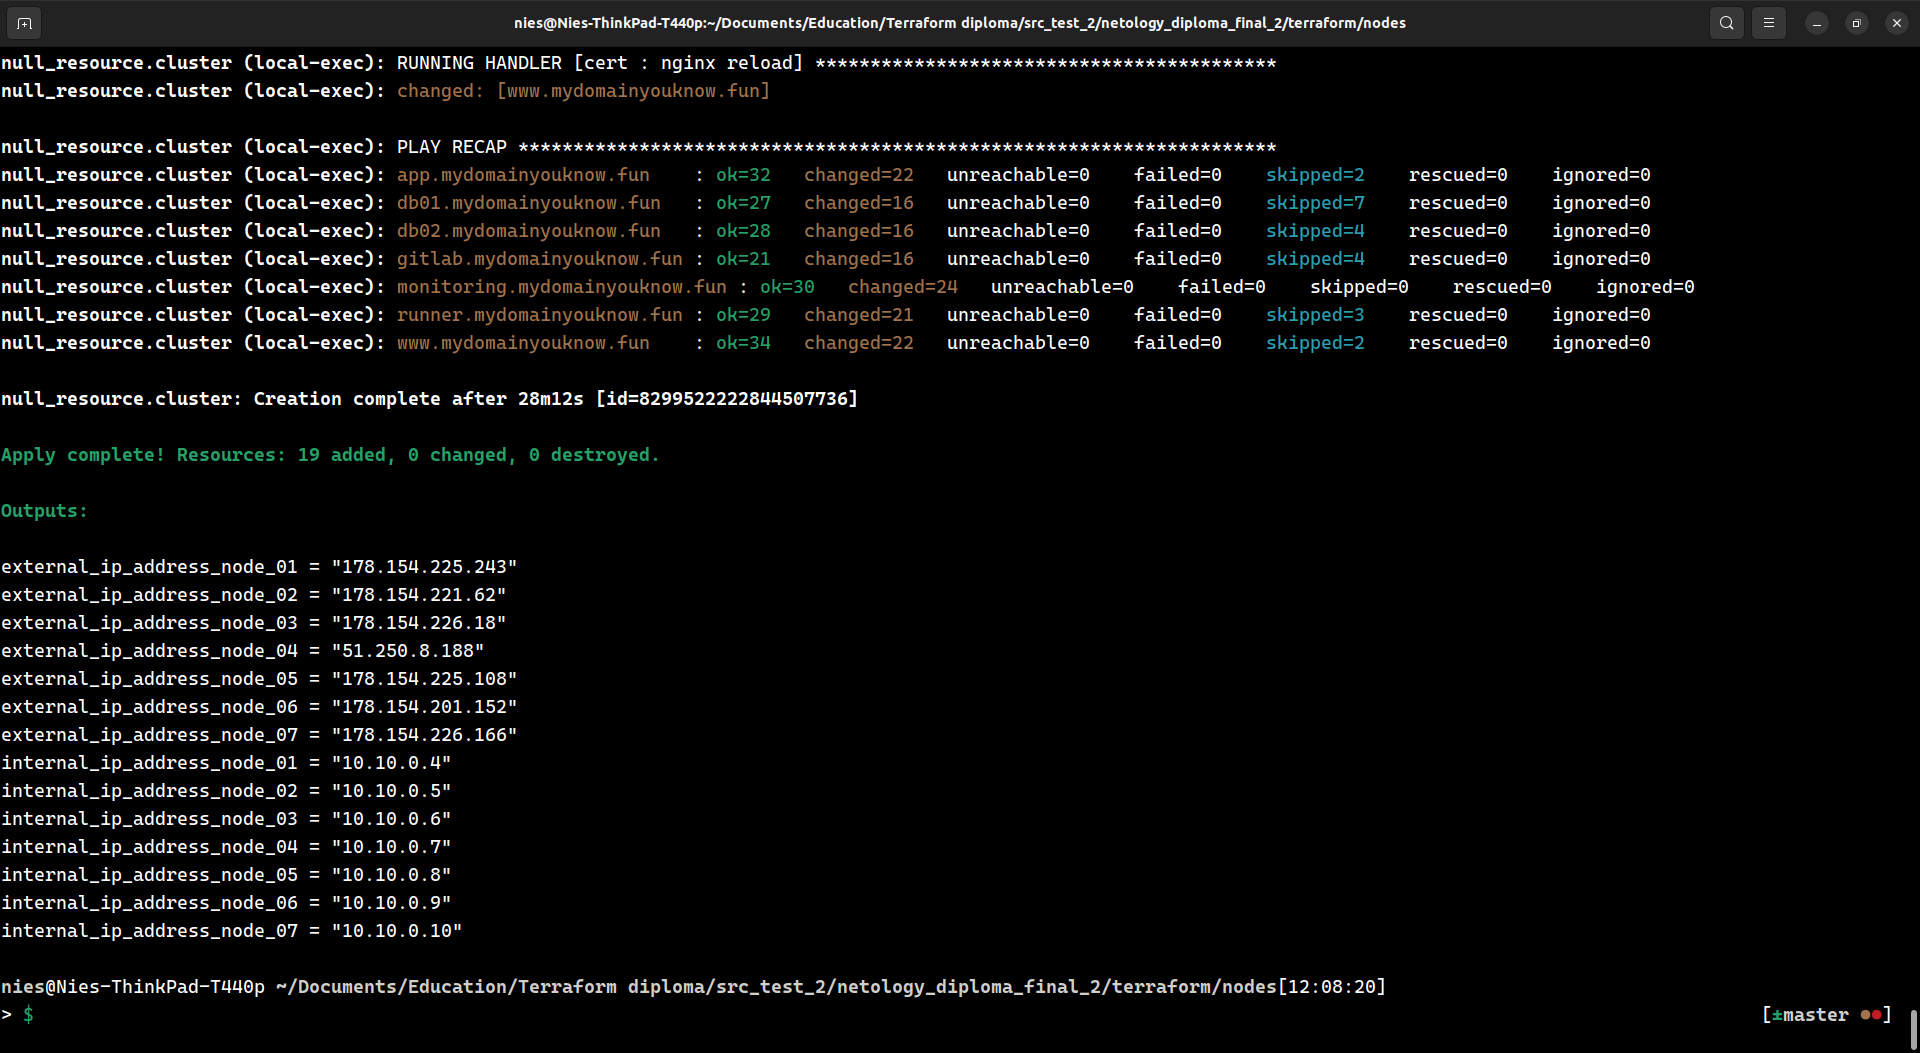 nies@Nies-ThinkPad-T440p:~/Documents/Education/Terraform diploma/src_test_2/netology_diploma_final_2/terraform/nodes
null_resource.cluster (local-exec): RUNNING HANDLER [cert : nginx reload] ******************************************
null_resource.cluster (local-exec): changed: [www.mydomainyouknow.fun]
null_resource.cluster (local-exec): PLAY RECAP *********************************************************************
null_resource.cluster (local-exec): app.mydomainyouknow.fun    : ok=32   changed=22   unreachable=0    failed=0    skipped=2    rescued=0    ignored=0
null_resource.cluster (local-exec): db01.mydomainyouknow.fun   : ok=27   changed=16   unreachable=0    failed=0    skipped=7    rescued=0    ignored=0
null_resource.cluster (local-exec): db02.mydomainyouknow.fun   : ok=28   changed=16   unreachable=0    failed=0    skipped=4    rescued=0    ignored=0
null_resource.cluster (local-exec): gitlab.mydomainyouknow.fun : ok=21   changed=16   unreachable=0    failed=0    skipped=4    rescued=0    ignored=0
null_resource.cluster (local-exec): monitoring.mydomainyouknow.fun : ok=30   changed=24   unreachable=0    failed=0    skipped=0    rescued=0    ignored=0
null_resource.cluster (local-exec): runner.mydomainyouknow.fun : ok=29   changed=21   unreachable=0    failed=0    skipped=3    rescued=0    ignored=0
null_resource.cluster (local-exec): www.mydomainyouknow.fun    : ok=34   changed=22   unreachable=0    failed=0    skipped=2    rescued=0    ignored=0
null_resource.cluster: Creation complete after 28m12s [id=8299522222844507736]
Apply complete! Resources: 19 added, 0 changed, 0 destroyed.
Outputs:
external_ip_address_node_01 = "178.154.225.243"
external_ip_address_node_02 = "178.154.221.62"
external_ip_address_node_03 = "178.154.226.18"
external_ip_address_node_04 = "51.250.8.188"
external_ip_address_node_05 = "178.154.225.108"
external_ip_address_node_06 = "178.154.201.152"
external_ip_address_node_07 = "178.154.226.166"
internal_ip_address_node_01 = "10.10.0.4"
internal_ip_address_node_02 = "10.10.0.5"
internal_ip_address_node_03 = "10.10.0.6"
internal_ip_address_node_04 = "10.10.0.7"
internal_ip_address_node_05 = "10.10.0.8"
internal_ip_address_node_06 = "10.10.0.9"
internal_ip_address_node_07 = "10.10.0.10"
nies@Nies-ThinkPad-T440p ~/Documents/Education/Terraform diploma/src_test_2/netology_diploma_final_2/terraform/nodes[12:08:20]
> $ [±master ●●]